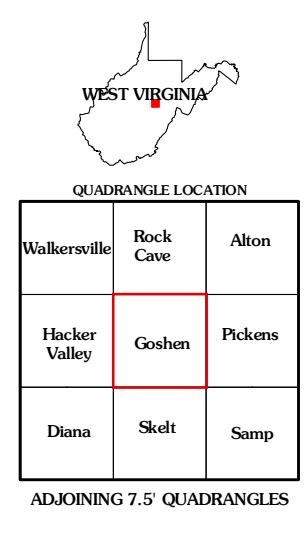 WEST VIRGINIA
QUADRANGLE LOCATION
Walkersville
Rock
Cave
Alton
Hacker
Valley
Goshen
Pickens
Diana
Skelt
Samp
ADJOINING 7.5' QUADRANGLES